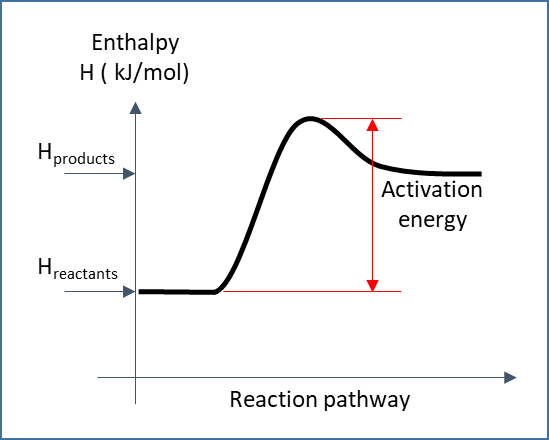 Enthalpy
H ( kJ/mol)
Hproducts
Activation
energy
Hreactants
Reaction pathway